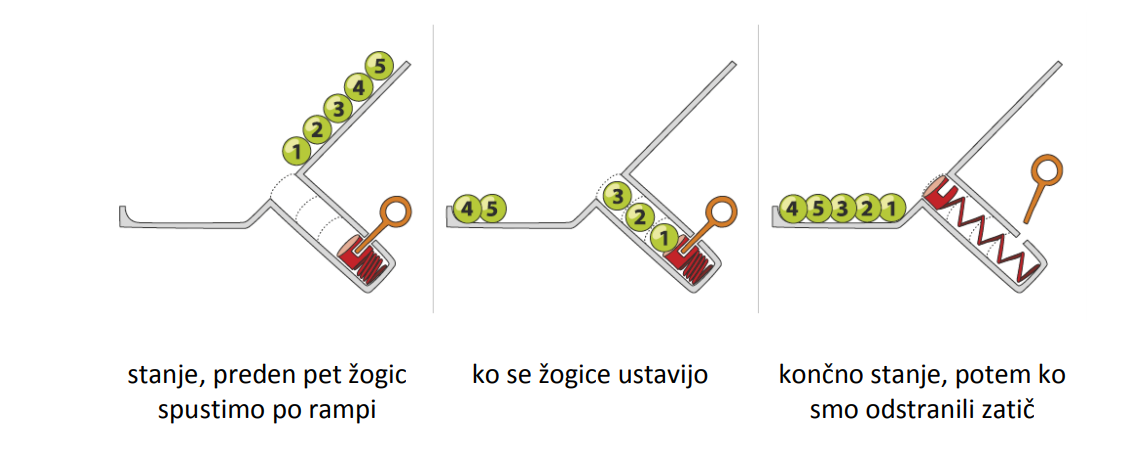 5
4
3
2
1
3
2
1
4 5
4 5 3 2 1
stanje, preden pet žogic
spustimo po rampi
ko se žogice ustavijo
končno stanje, potem ko
smo odstranili zatič